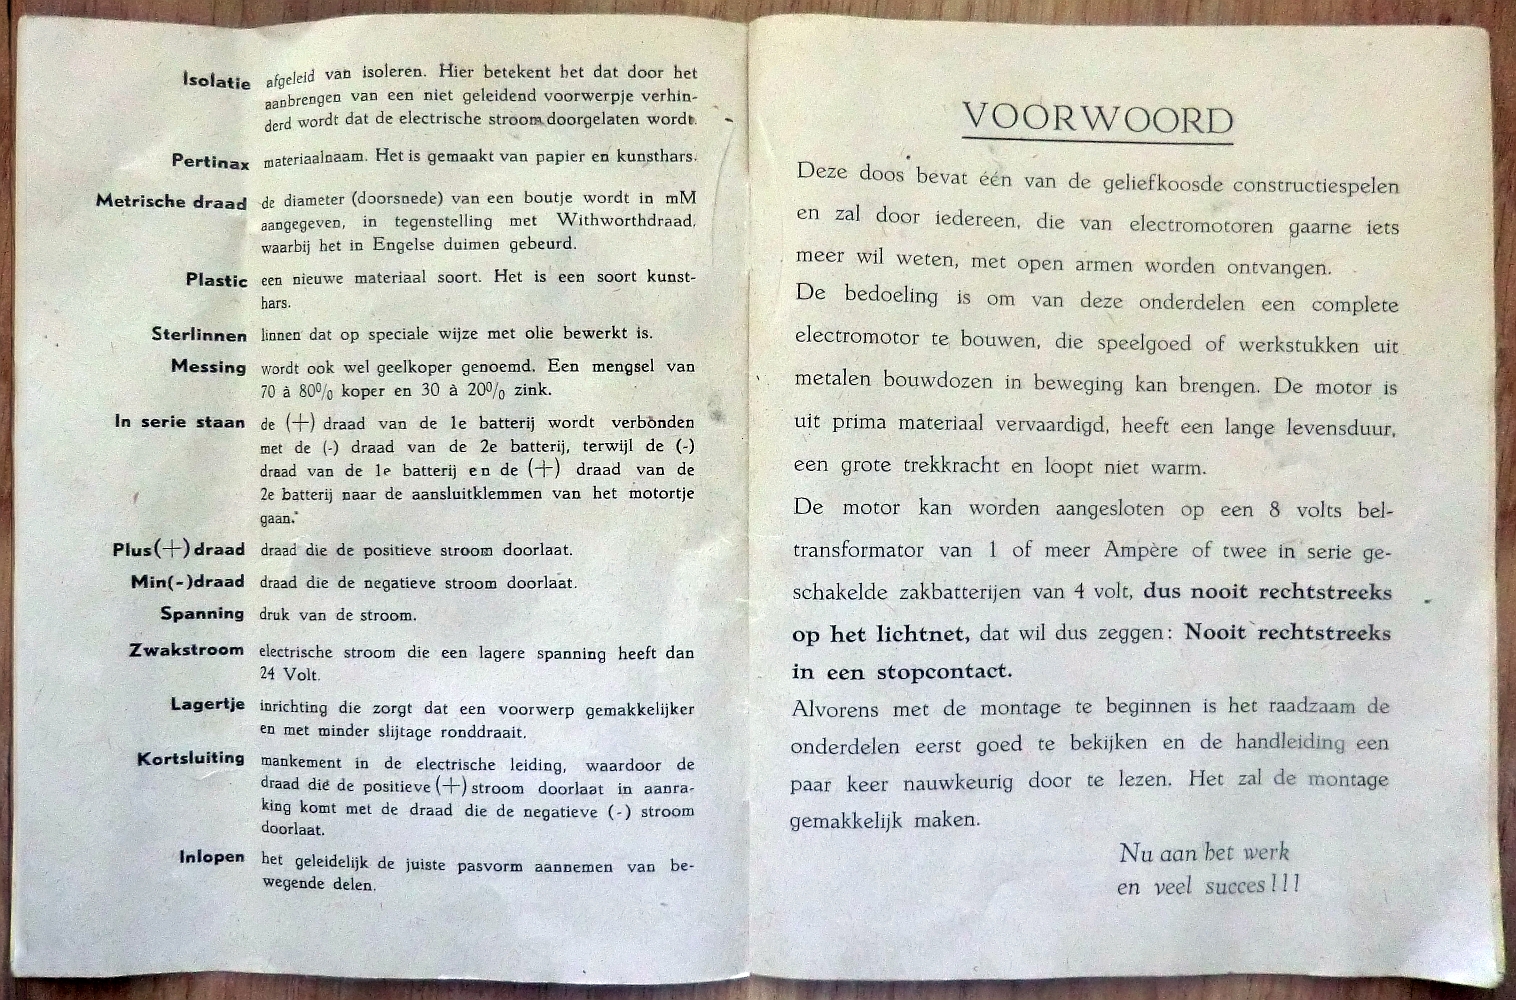 Isolatie afgeleid van isoleren. Hier betekent het dat door het
aanbrengen van een niet geleidend voorwerpje verhin-
derd wordt dat de electrische stroom doorgelaten wordt.
Pertinax materiaalnaam. Het is gemaakt van papier en kunsthars.
Metrische draad de diameter (doorsnede) van een boutje wordt in mM
aangegeven, in tegenstelling met Withworthdraad,
waarbij het in Engelse duimen gebeurd.
Plastic een nieuwe materiaal soort. Het is een soort kunst-
hars.
Sterlinnen linnen dat op speciale wijze met olie bewerkt is.
Messing wordt ook wel geelkoper genoemd. Een mengsel van
70 à 80% koper en 30 à 20% zink.
In serie staan de (+) draad van de 1e batterij wordt verbonden
met de (-) draad van de 2e batterij, terwijl de (-)
draad van de 1e batterij en de (+) draad van de
2e batterij naar de aansluitklemmen van het motortje
gaan.
Plus(+)draad draad die de positieve stroom doorlaat.
Min(-)draad draad die de negatieve stroom doorlaat.
Spanning druk van de stroom.
Zwakstroom electrische stroom die een lagere spanning heeft dan
24 Volt.
Lagertje inrichting die zorgt dat een voorwerp gemakkelijker
en met minder slijtage ronddraait.
Kortsluiting mankement in de electrische leiding, waardoor de
draad die de positieve (+) stroom doorlaat in aanra-
king komt met de draad die de negatieve (-) stroom
doorlaat.
Inlopen het geleidelijk de juiste pasvorm aannemen van be-
wegende delen.
VOORWOORD
Deze doos bevat één van de geliefkoosde constructiespelen
en zal door iedereen, die van electromotoren gaarne iets
meer wil weten, met open armen worden ontvangen.
De bedoeling is om van deze onderdelen een complete
electromotor te bouwen, die speelgoed of werkstukken uit
metalen bouwdozen in beweging kan brengen. De motor is
uit prima materiaal vervaardigd, heeft een lange levensduur,
een grote trekkracht en loopt niet warm.
De motor kan worden aangesloten op een 8 volts bel-
transformator van 1 of meer Ampère of twee in serie ge-
schakelde zakbatterijen van 4 volt, dus nooit rechtstreeks
op het lichtnet, dat wil dus zeggen: Nooit rechtstreeks
in een stopcontact.
Alvorens met de montage te beginnen is het raadzaam de
onderdelen eerst goed te bekijken en de handleiding een
paar keer nauwkeurig door te lezen. Het zal de montage
gemakkelijk maken.
Nu aan het werk
en veel succes!!!